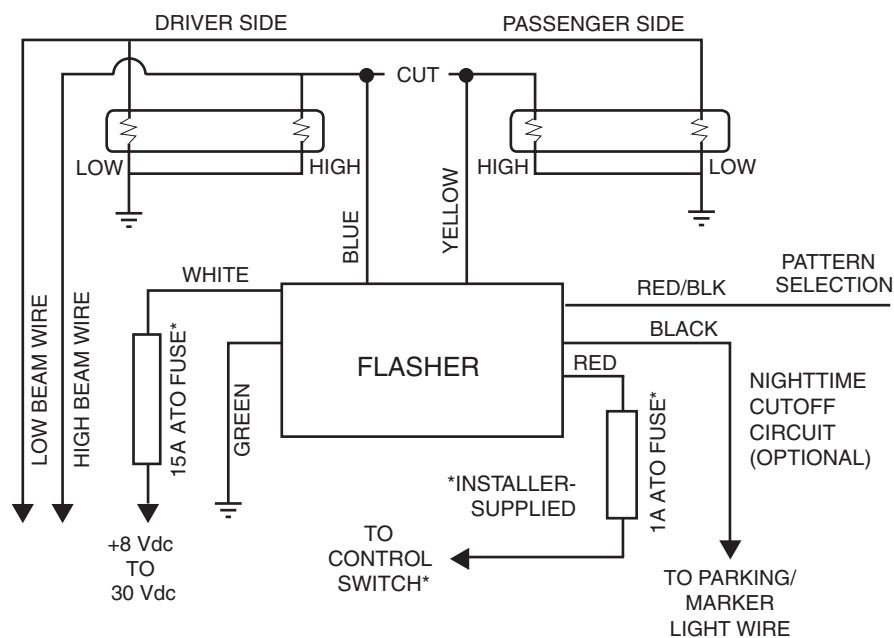 DRIVER SIDE
PASSENGER SIDE
CUT
LOW
HIGH
HIGH
LOW
BLUE
YELLOW
WHITE
RED/BLK
PATTERN
SELECTION
LOW BEAM WIRE
HIGH BEAM WIRE
15A ATO FUSE*
GREEN
FLASHER
BLACK
RED
1A ATO FUSE*
NIGHTTIME
CUTOFF
CIRCUIT
(OPTIONAL)
*INSTALLER-
SUPPLIED
+8 Vdc
TO
30 Vdc
TO
CONTROL
SWITCH*
TO PARKING/
MARKER
LIGHT WIRE